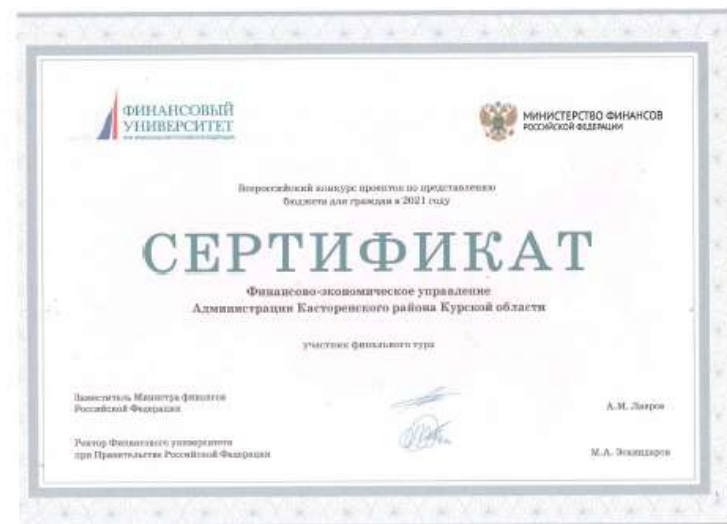 ФИНАНСОВЫЙ
УНИВЕРСИТЕТ
МИНИСТЕРСТВО ФИНАНСОВ
РОССИЙСКОЙ ФЕДЕРАЦИИ
Всероссийский конкурс проектов по представлению
бюджета для граждан в 2021 году
СЕРТИФИКАТ
Финансово-экономическое управление
Администрации Касторенского района Курской области
участник финального тура
Заместитель Министра финансов
Российской Федерации
А.М. Лавров
Ректор Финансового университета
при Правительстве Российской Федерации
М.А. Эскиндаров